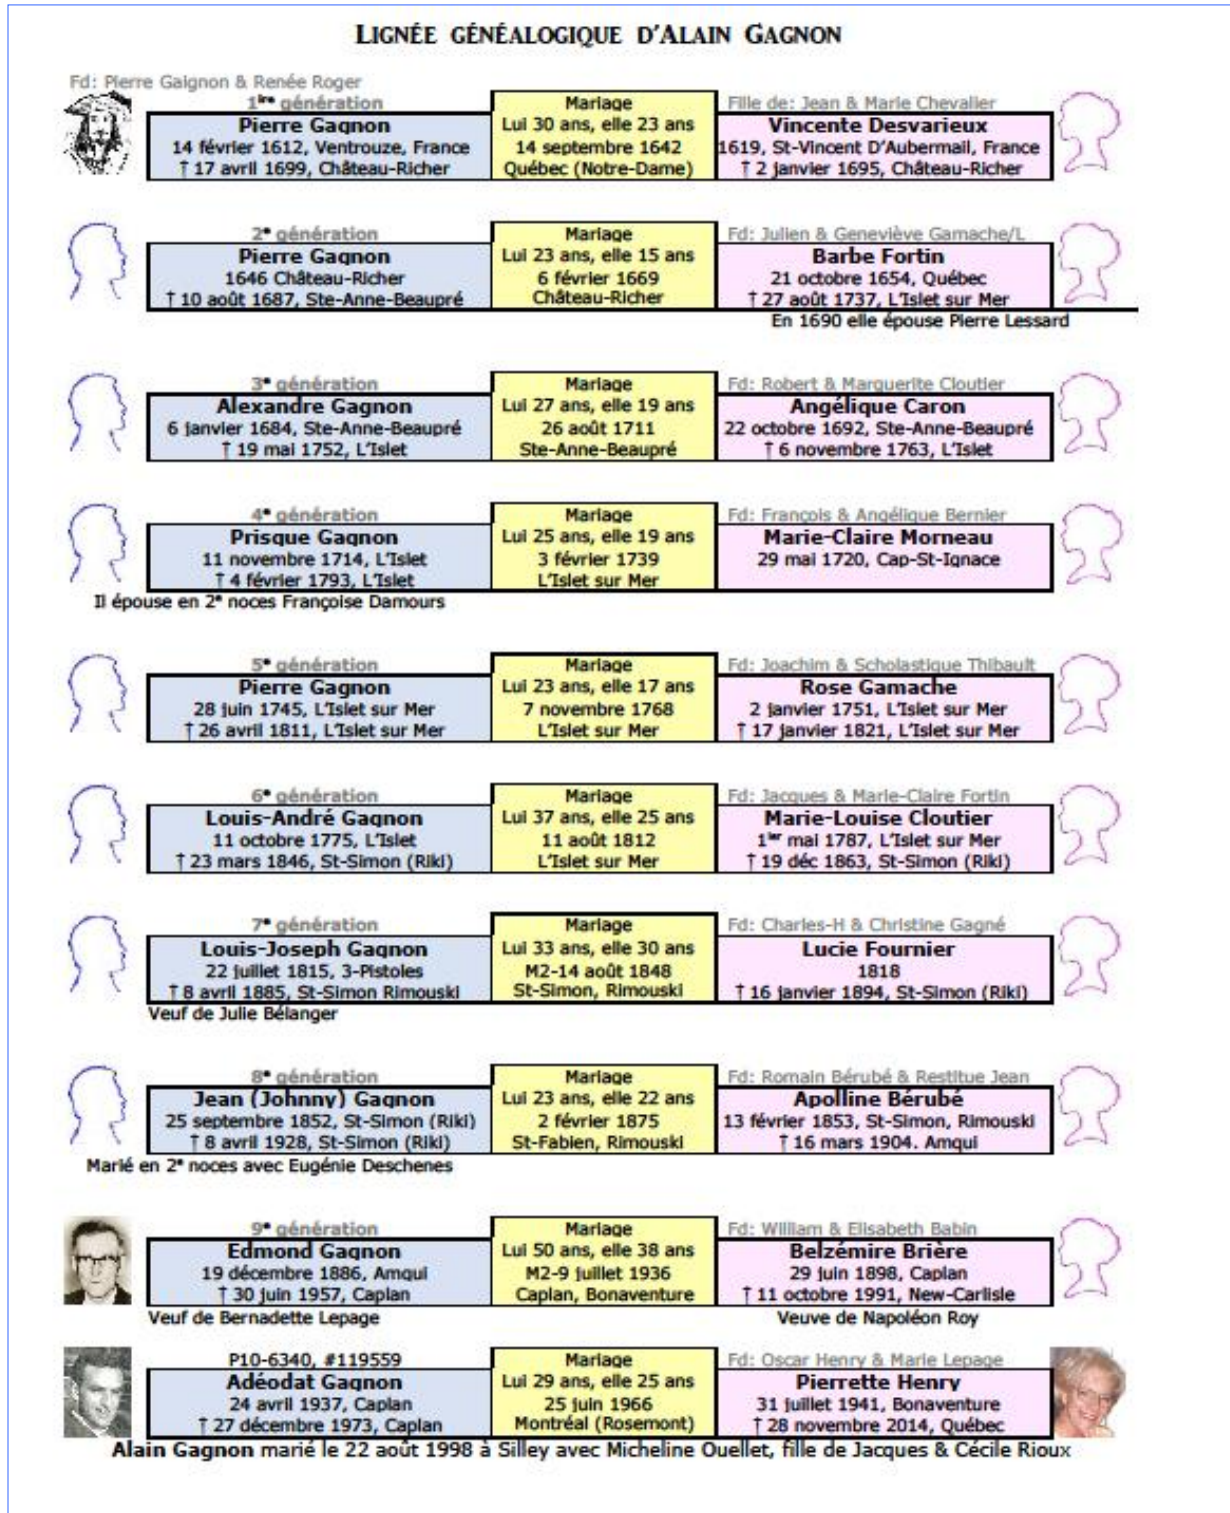 LIGNÉE GÉNÉALOGIQUE D'ALAIN GAGNON
Fd: Pierre Gaignon & Renée Roger
1ère génération
Mariage
Fille de: Jean & Marie Chevalier
Pierre Gagnon
Lui 30 ans, elle 23 ans
Vincente Desvarieux
14 février 1612, Ventrouze, France
14 septembre 1642
1619, St-Vincent D'Aubermail, France
† 17 avril 1699, Château-Richer
Québec (Notre-Dame)
† 2 janvier 1695, Château-Richer
2e génération
Mariage
Fd: Julien & Geneviève Gamache/L
Pierre Gagnon
Lui 23 ans, elle 15 ans
Barbe Fortin
1646 Château-Richer
6 février 1669
21 octobre 1654, Québec
† 10 août 1687, Ste-Anne-Beaupré
Château-Richer
† 27 août 1737, L'Islet sur Mer
En 1690 elle épouse Pierre Lessard
3e génération
Mariage
Fd: Robert & Marguerite Cloutier
Alexandre Gagnon
Lui 27 ans, elle 19 ans
Angélique Caron
6 janvier 1684, Ste-Anne-Beaupré
26 août 1711
22 octobre 1692, Ste-Anne-Beaupré
† 19 mai 1752, L'Islet
Ste-Anne-Beaupré
† 6 novembre 1763, L'Islet
4e génération
Mariage
Fd: François & Angélique Bernier
Prisque Gagnon
Lui 25 ans, elle 19 ans
Marie-Claire Morneau
11 novembre 1714, L'Islet
3 février 1739
29 mai 1720, Cap-St-Ignace
† 4 février 1793, L'Islet
L'Islet sur Mer
Il épouse en 2e noces Françoise Damours
5e génération
Mariage
Fd: Joachim & Scholastique Thibault
Pierre Gagnon
Lui 23 ans, elle 17 ans
Rose Gamache
28 juin 1745, L'Islet sur Mer
7 novembre 1768
2 janvier 1751, L'Islet sur Mer
† 26 avril 1811, L'Islet sur Mer
L'Islet sur Mer
† 17 janvier 1821, L'Islet sur Mer
6e génération
Mariage
Fd: Jacques & Marie-Claire Fortin
Louis-André Gagnon
Lui 37 ans, elle 25 ans
Marie-Louise Cloutier
11 octobre 1775, L'Islet
11 août 1812
1ier mai 1787, L'Islet sur Mer
† 23 mars 1846, St-Simon (Riki)
L'Islet sur Mer
† 19 déc 1863, St-Simon (Riki)
7e génération
Mariage
Fd: Charles-H & Christine Gagné
Louis-Joseph Gagnon
Lui 33 ans, elle 30 ans
Lucie Fournier
22 juillet 1815, 3-Pistoles
M2-14 août 1848
1818
† 8 avril 1885, St-Simon Rimouski
St-Simon, Rimouski
† 16 janvier 1894, St-Simon (Riki)
Veuf de Julie Bélanger
8e génération
Mariage
Fd: Romain Bérubé & Restitue Jean
Jean (Johnny) Gagnon
Lui 23 ans, elle 22 ans
Apolline Bérubé
25 septembre 1852, St-Simon (Riki)
2 février 1875
13 février 1853, St-Simon, Rimouski
† 8 avril 1928, St-Simon (Riki)
St-Fabien, Rimouski
† 16 mars 1904. Amqui
Marié en 2e noces avec Eugénie Deschenes
9e génération
Mariage
Fd: William & Elisabeth Babin
Edmond Gagnon
Lui 50 ans, elle 38 ans
Belzémire Brière
19 décembre 1886, Amqui
M2-9 juillet 1936
29 juin 1898, Caplan
† 30 juin 1957, Caplan
Caplan, Bonaventure
† 11 octobre 1991, New-Carlisle
Veuf de Bernadette Lepage
Veuve de Napoléon Roy
P10-6340, #119559
Mariage
Fd: Oscar Henry & Marie Lepage
Adéodat Gagnon
Lui 29 ans, elle 25 ans
Pierrette Henry
24 avril 1937, Caplan
25 juin 1966
31 juillet 1941, Bonaventure
† 27 décembre 1973, Caplan
Montréal (Rosemont)
† 28 novembre 2014, Québec
Alain Gagnon marié le 22 août 1998 à Silley avec Micheline Ouellet, fille de Jacques & Cécile Rioux